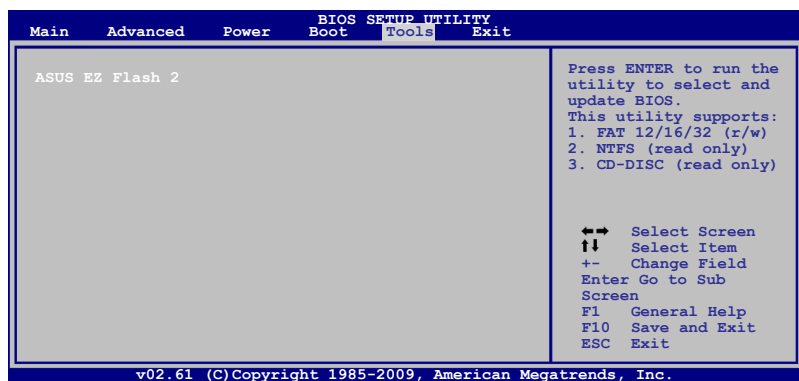 BIOS SETUP UTILITY
Main Advanced Power Boot Tools Exit
ASUS EZ Flash 2
Press ENTER to run the
utility to select and
update BIOS.
This utility supports:
1. FAT 12/16/32 (r/w)
2. NTFS (read only)
3. CD-DISC (read only)
←→ Select Screen
↑↓ Select Item
+- Change Field
Enter Go to Sub
Screen
F1 General Help
F10 Save and Exit
ESC Exit
v02.61 (C)Copyright 1985-2009, American Megatrends, Inc.